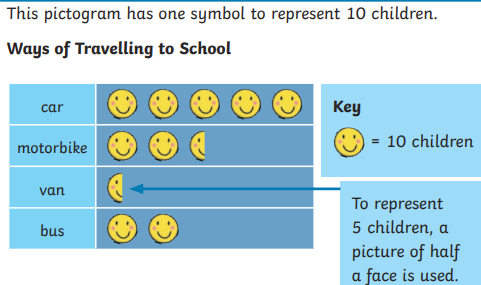 This pictogram has one symbol to represent 10 children.
Ways of Travelling to School
car
motorbike
van
bus
Key
= 10 children
To represent
5 children, a
picture of half
a face is used.